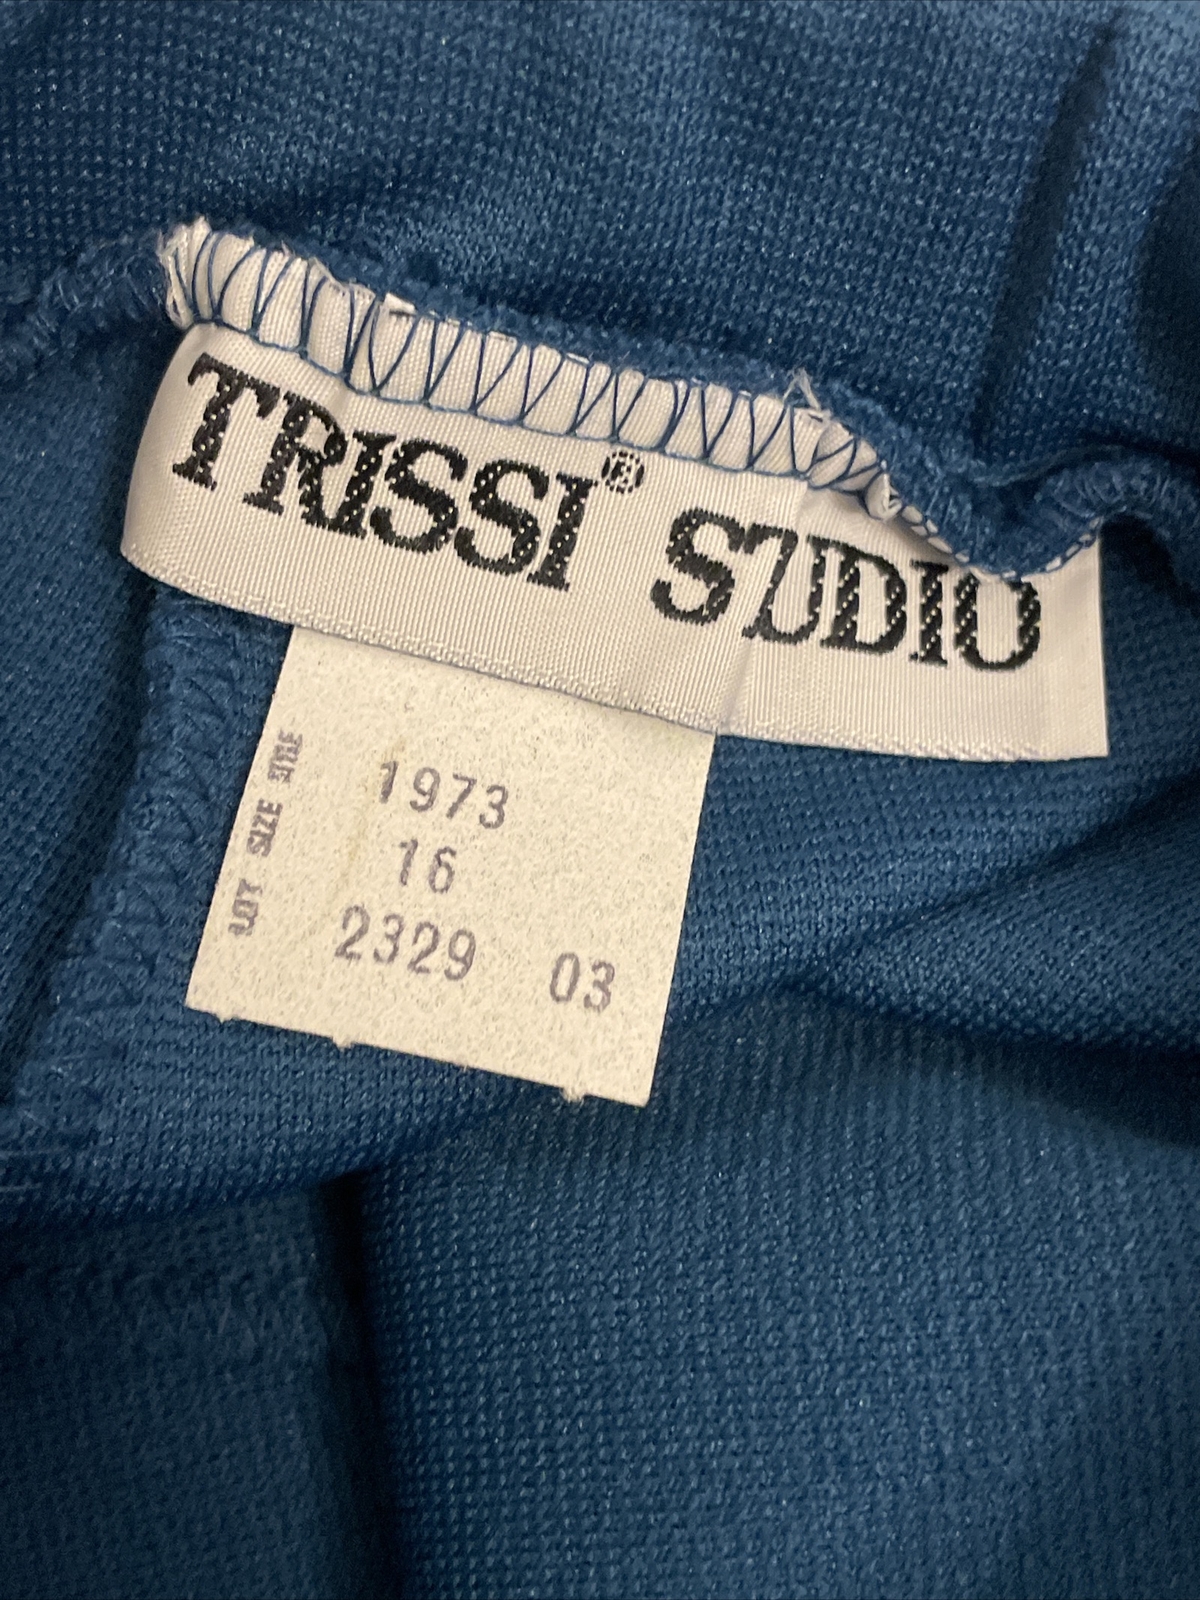 TRISSI® STUDIO
LOT SIZE STYLE
1973
16
2329 03